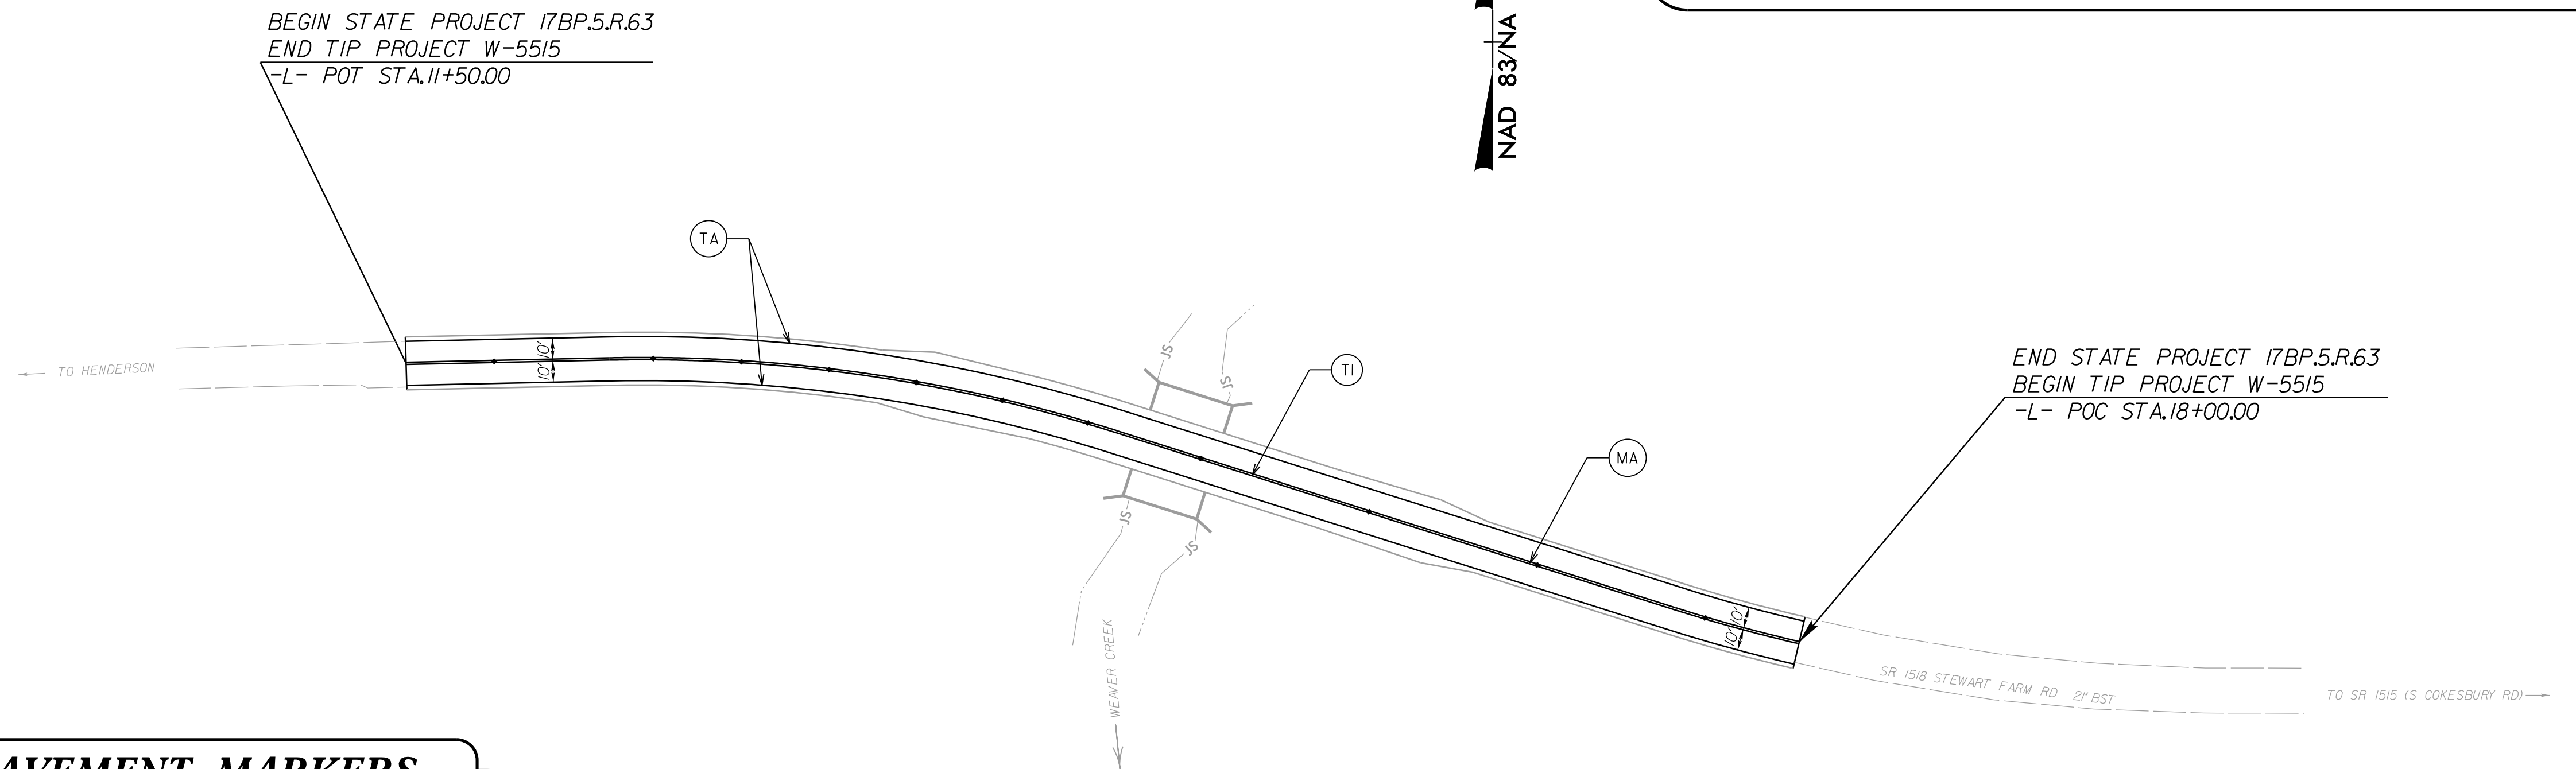 BEGIN STATE PROJECT 17BP.5.R.63
END TIP PROJECT W-5515
-L- POT STA.11+50.00
NAD 83/NA
TA
10'
10'
TO HENDERSON
JS
JS
TI
MA
END STATE PROJECT 17BP.5.R.63
BEGIN TIP PROJECT W-5515
-L- POC STA.18+00.00
JS
JS
10'
10'
WEAVER CREEK
SR 1518 STEWART FARM RD 21' BST
TO SR 1515 (S COKESBURY RD)
AVEMENT MARKERS